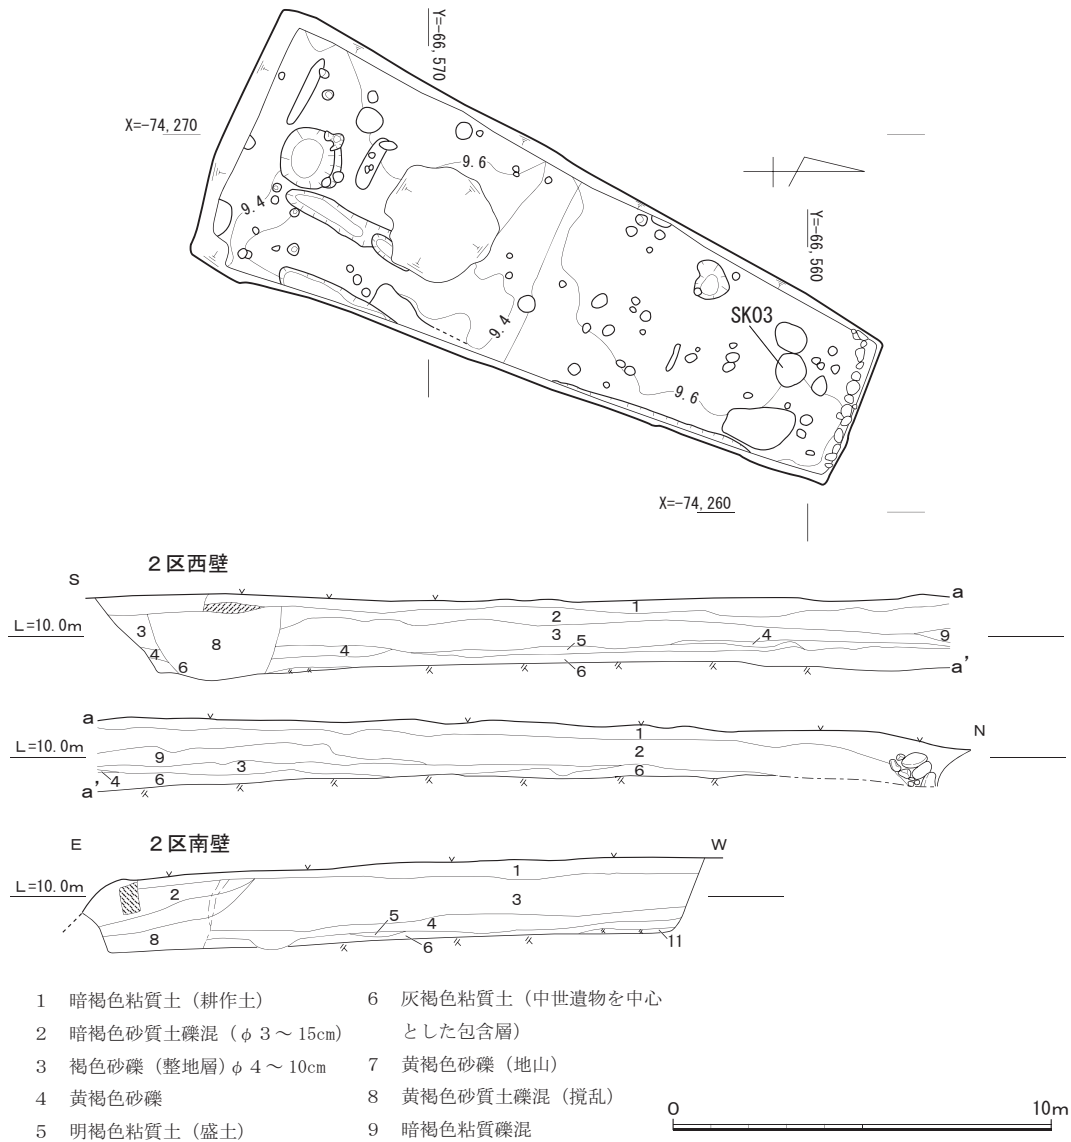 Y=-66,570
X=-74,270
9.6
9.4
Y=-66,560
SK03
9.4
9.6
X=-74,260
2区西壁
S
a
1
2
L=10.0m
3
3
8
5
4
9
4
4
6
6
a’
a
N
1
L=10.0m
9
2
3
4
6
6
a’
E
2区南壁
W
1
L=10.0m
2
3
5
4
8
6
11
1 暗褐色粘質土（耕作土）
2 暗褐色砂質土礫混（φ3～15cm）
3 褐色砂礫（整地層）φ4～10cm
4 黄褐色砂礫
5 明褐色粘質土（盛土）
6 灰褐色粘質土（中世遺物を中心
とした包含層）
7 黄褐色砂礫（地山）
8 黄褐色砂質土礫混（撹乱）
9 暗褐色粘質礫混
0 10m